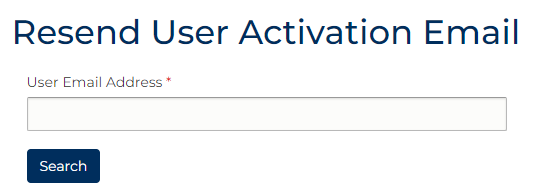 Resend User Activation Email
User Email Address *
Search